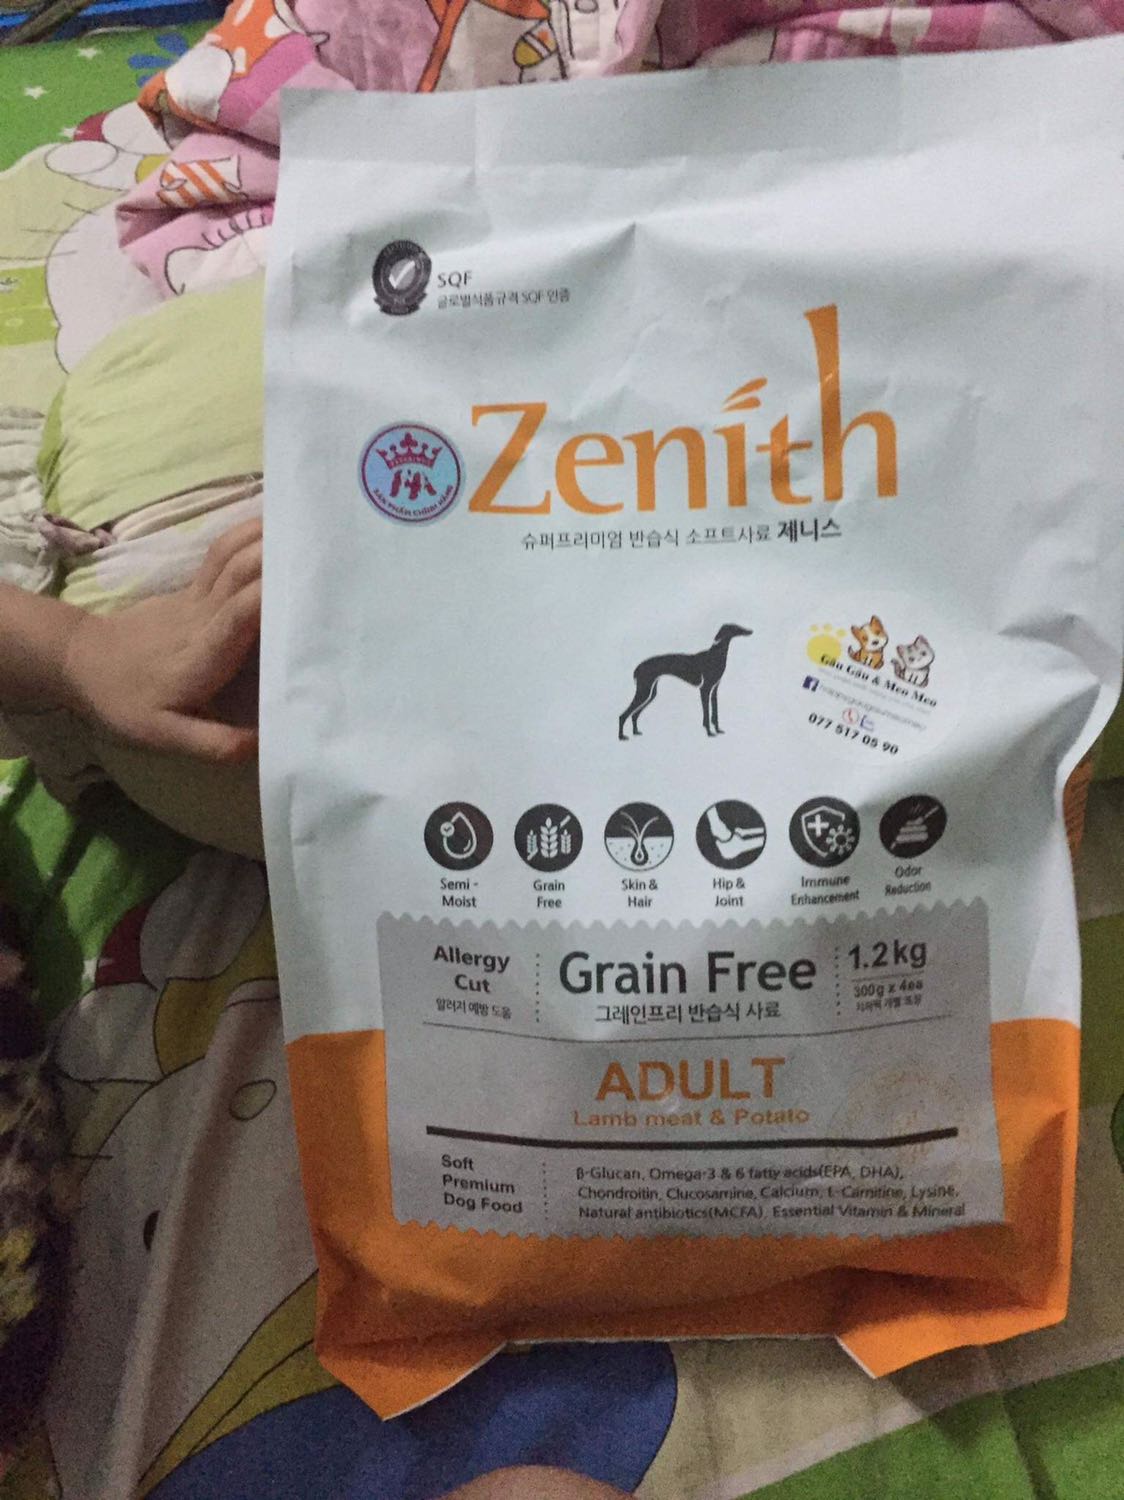 SQF
글로벌식품규격 SQF 인증
Zenith
PA
SẢN PHẨM CHÍNH HÃNG
슈퍼프리미엄 반습식 소프트사료 제니스
Gâu Gâu & Meo Meo
077 517 05 90
Semi -
Moist
Grain
Free
Skin &
Hair
Hip &
Joint
Immune
Enhancement
Odor
Reduction
Allergy
Cut
알러지 예방 도움
Grain Free
그레인프리 반습식 사료
1.2kg
300g x 4ea
ADULT
Lamb meat & Potato
Soft
Premium
Dog Food
β-Glucan, Omega-3 & 6 fatty acids(EPA, DHA),
Chondroitin, Glucosamine, Calcium, L-Carnitine, Lysine,
Natural antibiotics(MCFA), Essential Vitamin & Mineral